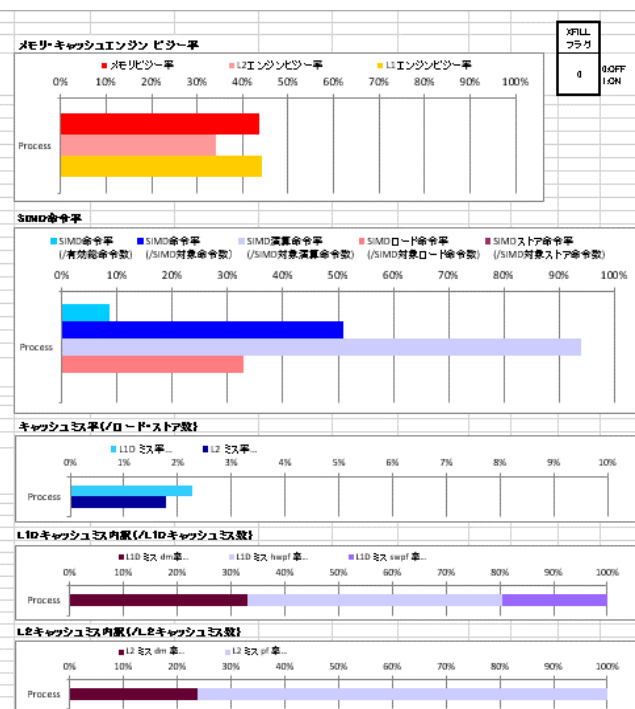 XFILL
フラグ
0
0:OFF
1:ON
メモリ・キャッシュエンジン ビジー率
メモリビジー率 L2エンジンビジー率 L1エンジンビジー率
0% 10% 20% 30% 40% 50% 60% 70% 80% 90% 100%
Process
SIMD命令率
SIMD命令率 SIMD命令率 SIMD演算命令率 SIMDロード命令率 SIMDストア命令率
(/有効総命令数) (/SIMD対象命令数) (/SIMD対象演算命令数) (/SIMD対象ロード命令数) (/SIMD対象ストア命令数)
0% 10% 20% 30% 40% 50% 60% 70% 80% 90% 100%
Process
キャッシュミス率(/ロード・ストア数)
L1D ミス率... L2 ミス率...
0% 1% 2% 3% 4% 5% 6% 7% 8% 9% 10%
Process
L1Dキャッシュミス内訳(/L1Dキャッシュミス数)
L1D ミス dm 率... L1D ミス hwpf 率... L1D ミス swpf 率...
0% 10% 20% 30% 40% 50% 60% 70% 80% 90% 100%
Process
L2キャッシュミス内訳(/L2キャッシュミス数)
L2 ミス dm 率... L2 ミス pf 率...
0% 10% 20% 30% 40% 50% 60% 70% 80% 90% 100%
Process